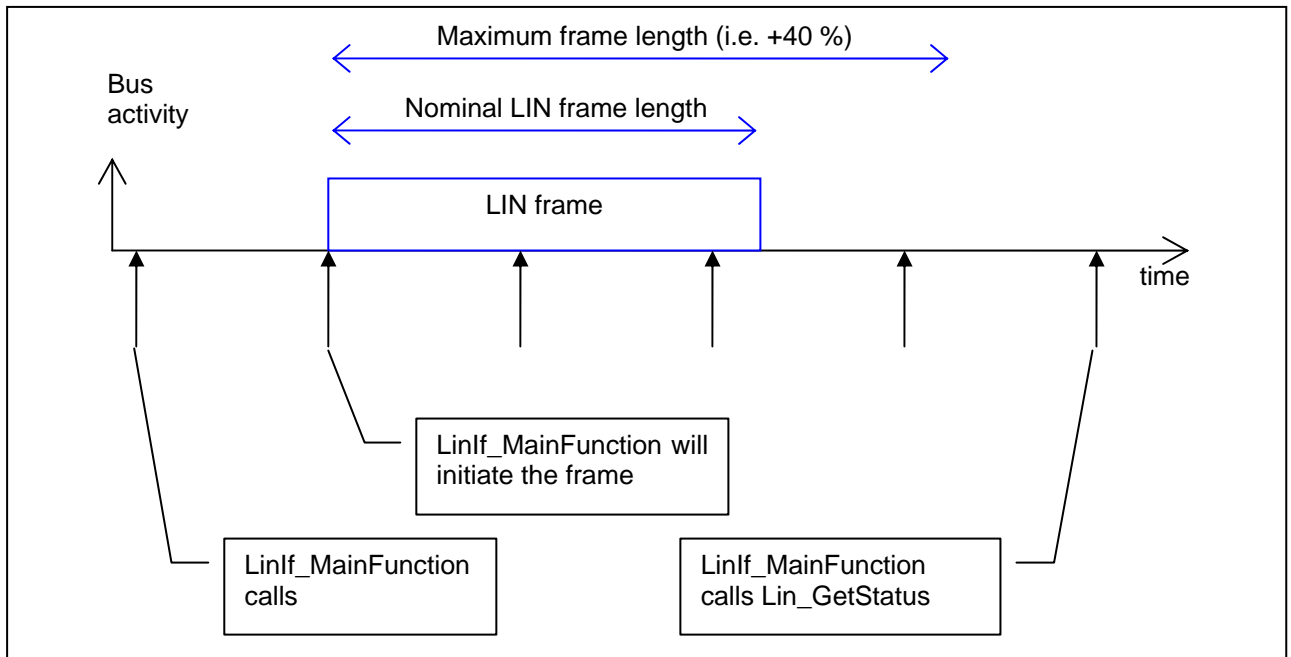 Maximum frame length (i.e. +40 %)
Bus
activity
Nominal LIN frame length
LIN frame
time
LinIf_MainFunction will
initiate the frame
LinIf_MainFunction
calls
LinIf_MainFunction
calls Lin_GetStatus